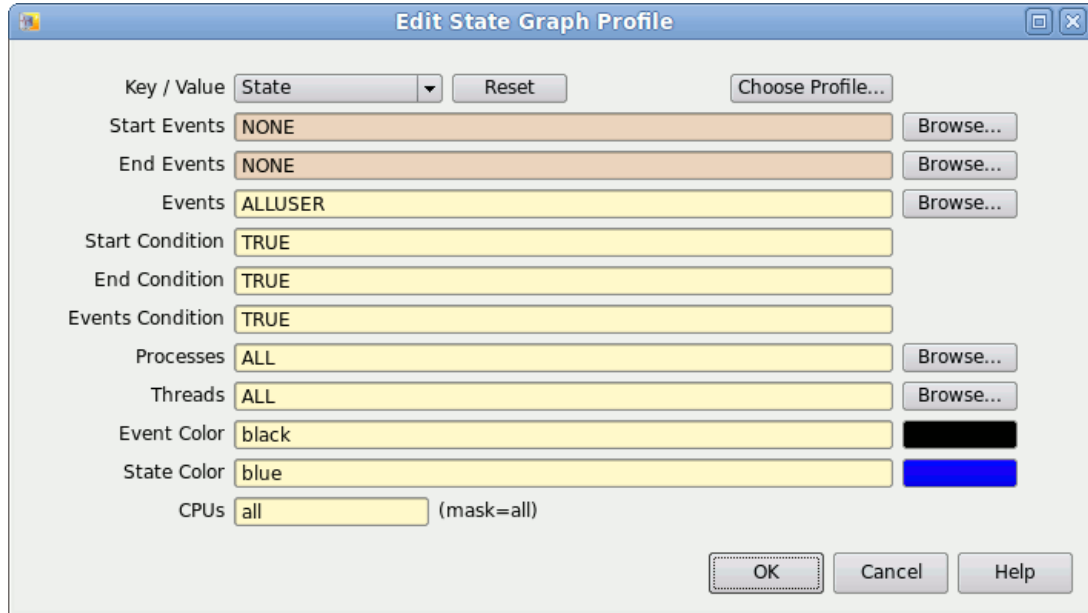 Edit State Graph Profile
Key / Value State Reset Choose Profile...
Start Events NONE Browse...
End Events NONE Browse...
Events ALLUSER Browse...
Start Condition TRUE
End Condition TRUE
Events Condition TRUE
Processes ALL Browse...
Threads ALL Browse...
Event Color black
State Color blue
CPUs all (mask=all)
OK Cancel Help